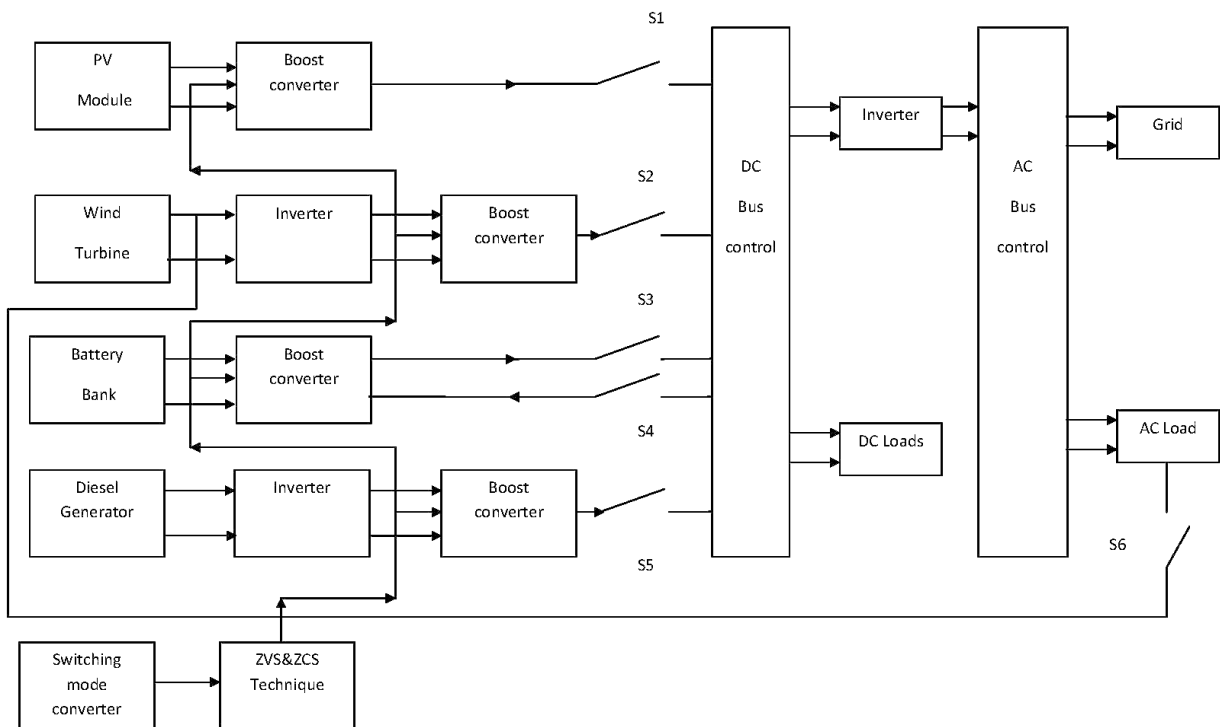 S1
PV
Module
Boost
converter
Inverter
Grid
DC
Bus
control
AC
Bus
control
S2
Wind
Turbine
Inverter
Boost
converter
S3
Battery
Bank
Boost
converter
S4
DC Loads
AC Load
Diesel
Generator
Inverter
Boost
converter
S5
S6
Switching
mode
converter
ZVS&ZCS
Technique